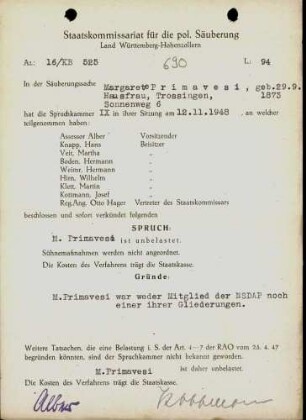 Staatskommissariat für die pol. Säuberung
Land Württemberg-Hohenzollern
Az.: 16/KB 525 690 L. 94
In der Säuberungssache Margarete Primavesi, geb.29.9.
Hausfrau, Trossingen, 1873
Sonnenweg 6
hat die Spruchkammer IX in ihrer Sitzung am 12.11.1948, an welcher
teilgenommen haben:
Assessor Alber Vorsitzender
Knapp, Hans Beisitzer
Veit, Martha "
Boden, Hermann "
Weimr, Hermann "
Hirn, Wilhelm "
Klett, Martin "
Kottmann, Josef "
Reg.Ang. Otto Hager Vertreter des Staatskommissars
beschlossen und sofort verkündet folgenden
SPRUCH:
M. Primavesi ist unbelastet.
Sühnemaßnahmen werden nicht angeordnet.
Die Kosten des Verfahrens trägt die Staatskasse.
Gründe:
M.Primavesi war weder Mitglied der NSDAP noch
einer ihrer Gliederungen.
Weitere Tatsachen, die eine Belastung i. S. der Art. 4–7 der RAO vom 24. 4. 47
begründen könnten, sind der Spruchkammer nicht bekannt geworden.
M.Primavesi ist daher unbelastet.
Die Kosten des Verfahrens trägt die Staatskasse.
Alber